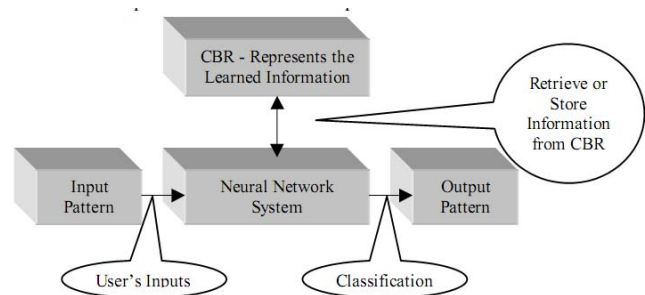 CBR - Represents the
Learned Information
Retrieve or
Store
Information
from CBR
Input
Pattern
Neural Network
System
Output
Pattern
User's Inputs
Classification